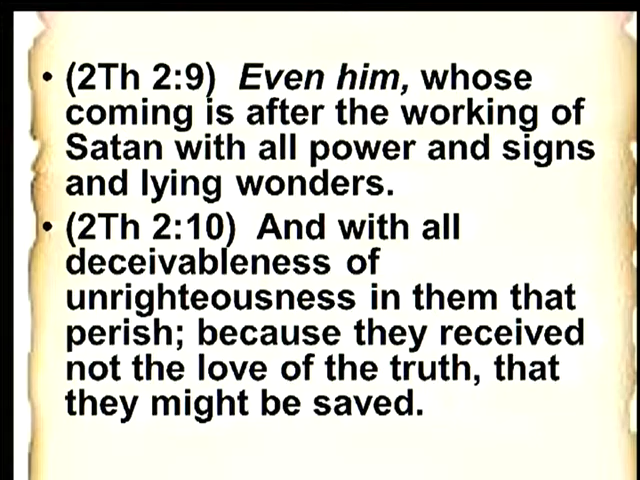 • (2Th 2:9)  Even him, whose
coming is after the working of
Satan with all power and signs
and lying wonders.
• (2Th 2:10)  And with all
deceivableness of
unrighteousness in them that
perish; because they received
not the love of the truth, that
they might be saved.